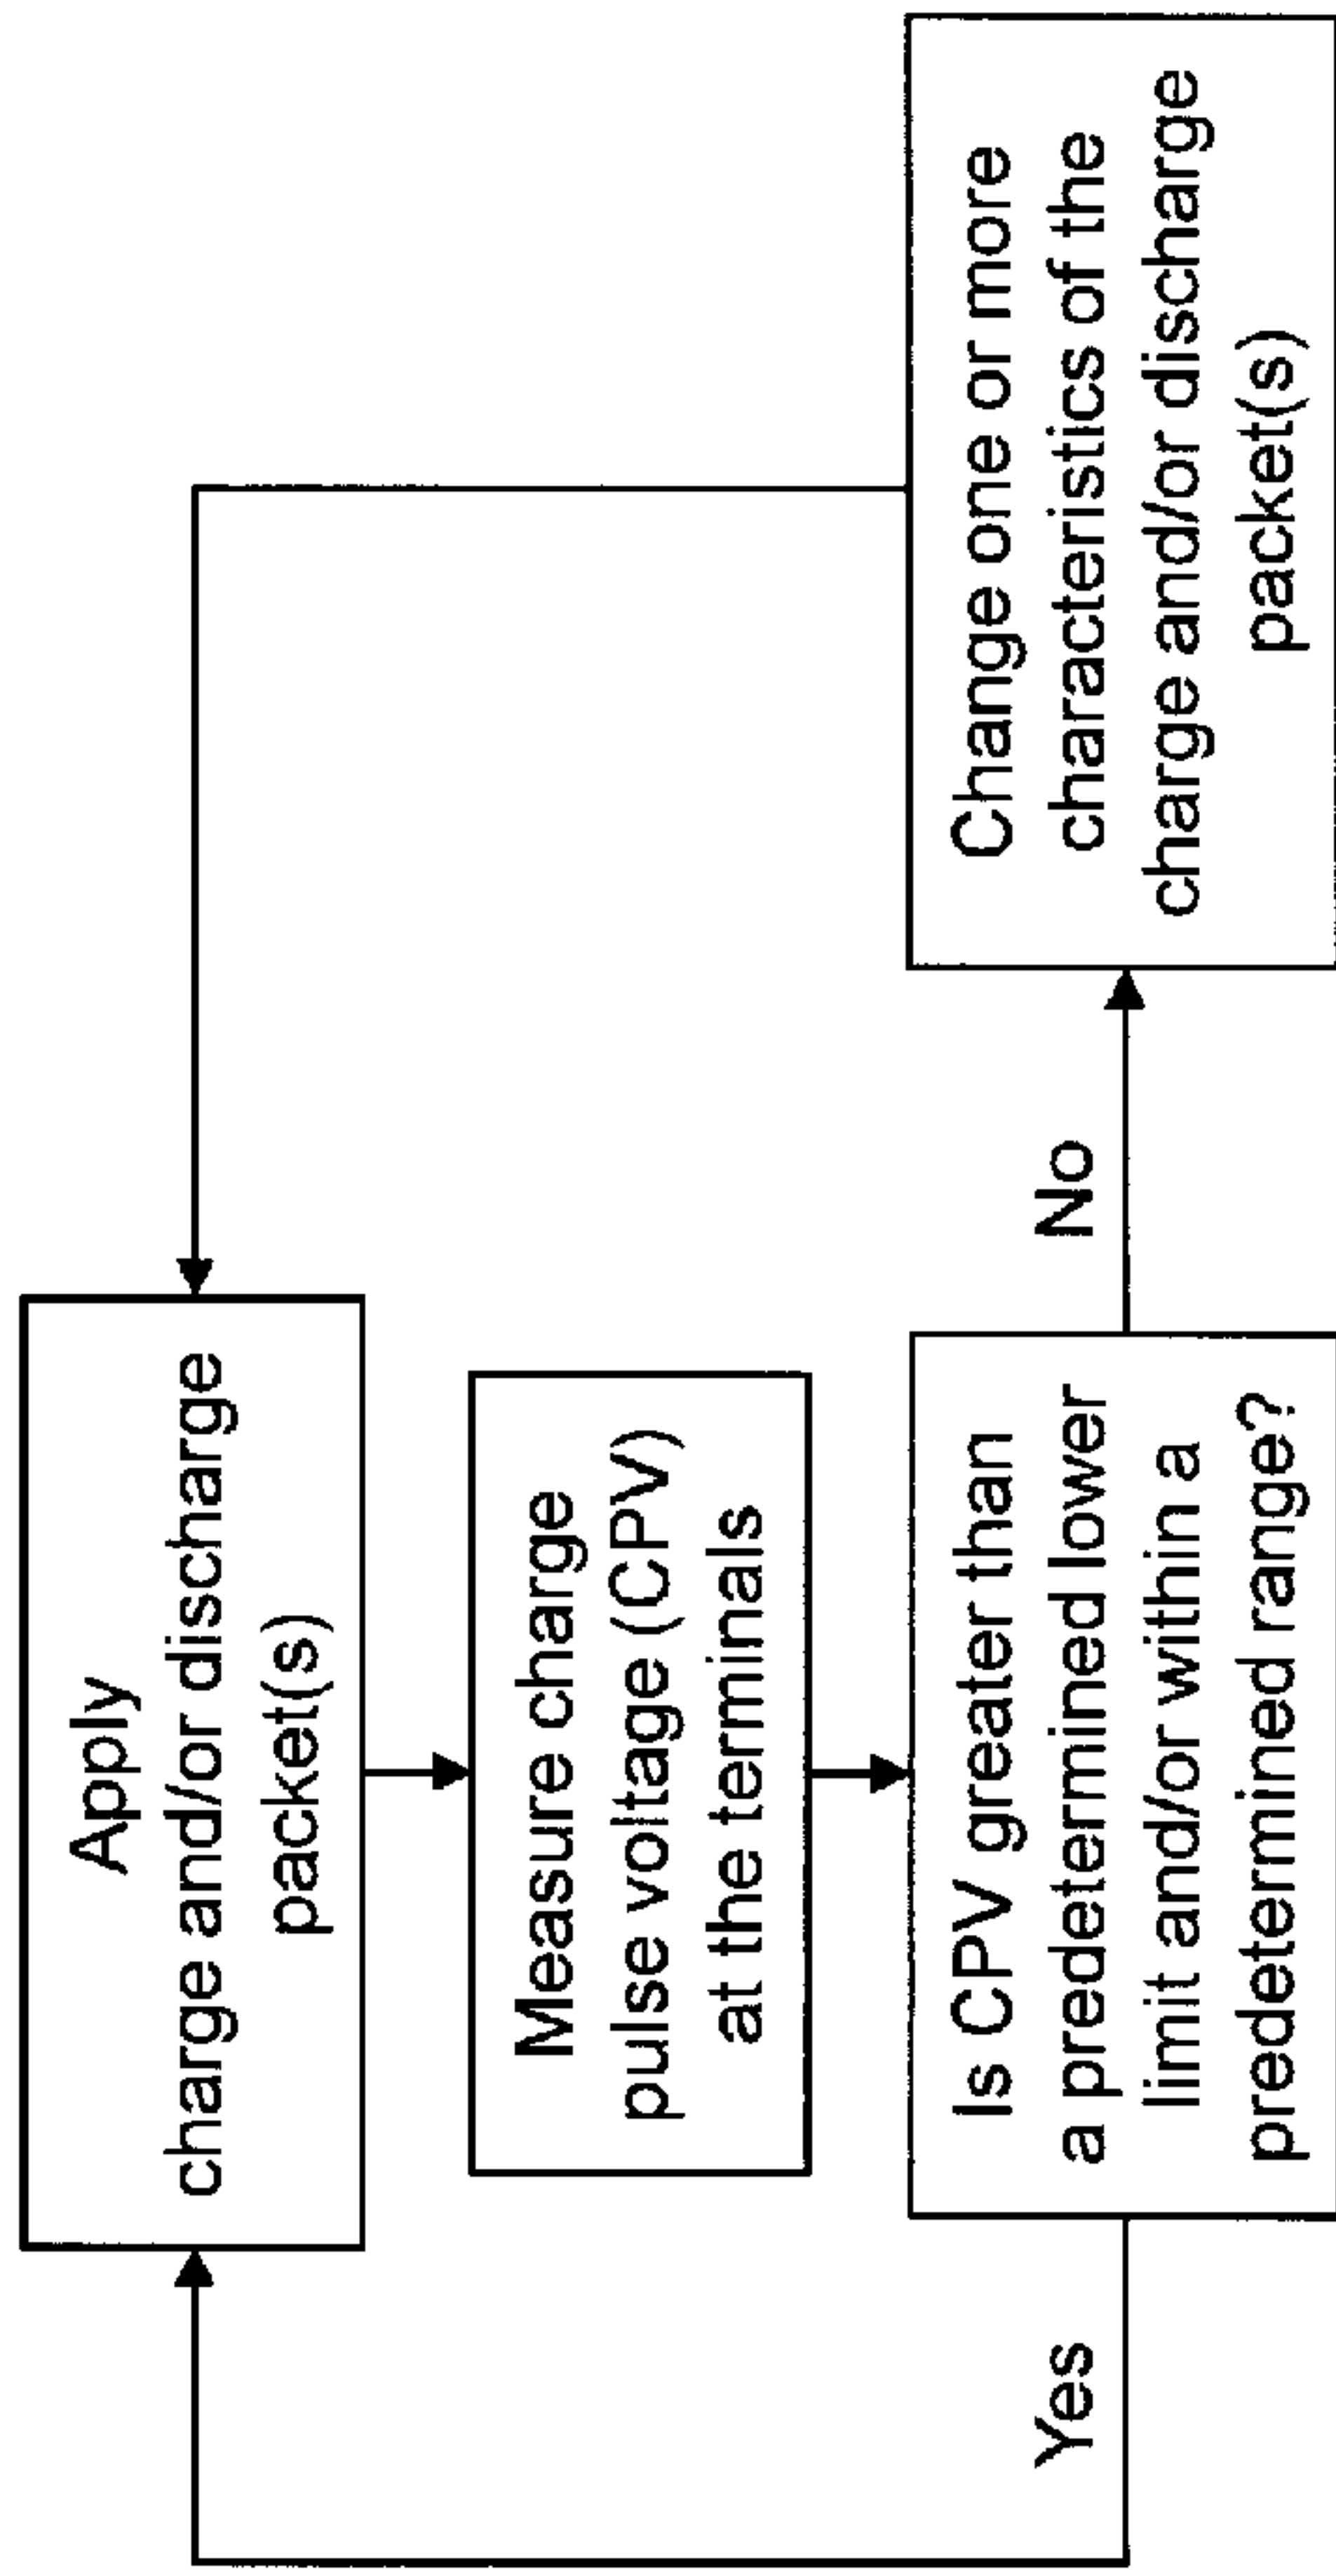 Apply
charge and/or discharge
packet(s)
Measure charge
pulse voltage (CPV)
at the terminals
Is CPV greater than
a predetermined lower
limit and/or within a
predetermined range?
Yes
No
Change one or more
characteristics of the
charge and/or discharge
packet(s)